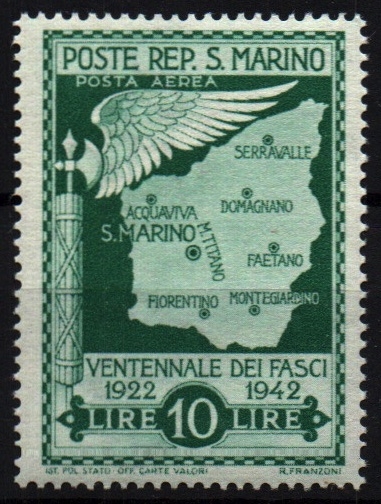 POSTE REP. S. MARINO
POSTA AEREA
SERRAVALLE
ACQUAVIVA
DOMAGNANO
S. MARINO
M. TITANO
FAETANO
FIORENTINO
MONTEGIARDINO
VENTENNALE DEI FASCI
1922 1942
LIRE 10 LIRE
IST. POL. STATO - OFF. CARTE VALORI R. FRANZONI